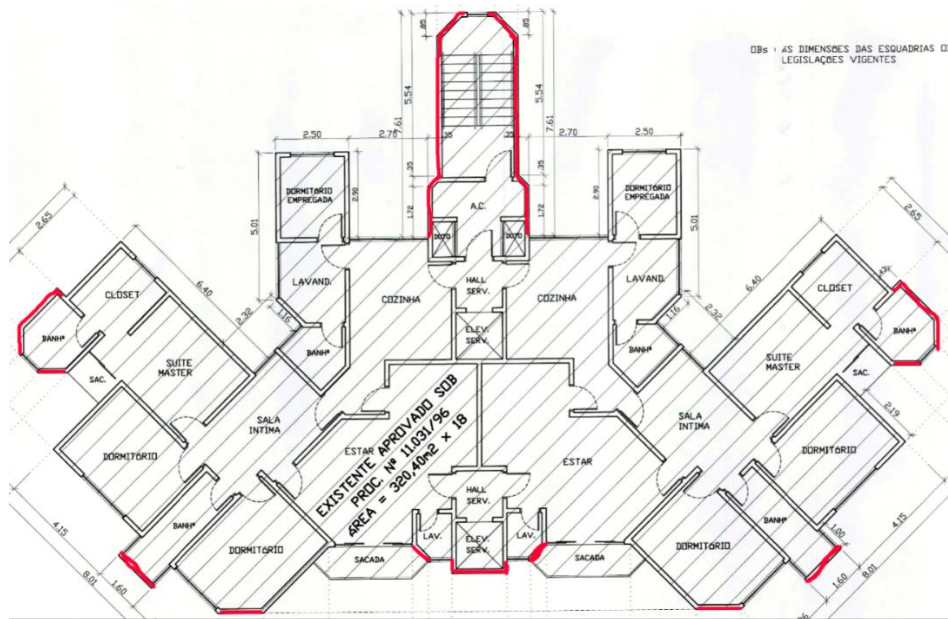 OBs : AS DIMENSÕES DAS ESQUADRIAS
LEGISLAÇÕES VIGENTES
.85
.85
5.54
7.61
5.54
7.61
2.50
2.70
.35
.35
2.70
2.50
.35
.35
DORMITÓRIO
EMPREGADA
2.90
5.01
1.72
A.C.
1.72
2.90
DORMITÓRIO
EMPREGADA
5.01
DUTO
DUTO
2.65
6.40
2.32
1.16
CLOSET
BANHº
SUITE
MASTER
SAC.
LAVAND.
COZINHA
HALL
SERV.
ELEV.
SERV.
COZINHA
LAVAND.
BANHº
BANHº
1.16
2.32
6.40
2.65
CLOSET
BANHº
SUITE
MASTER
SAC.
2.19
SALA
INTIMA
SALA
INTIMA
DORMITÓRIO
DORMITÓRIO
ESTAR
EXISTENTE APROVADO SOB
PROC. Nº 11.031/96
AREA = 320.40m2 x 18
ESTAR
HALL
SERV.
LAV.
ELEV.
SERV.
LAV.
BANHº
BANHº
DORMITÓRIO
DORMITÓRIO
SACADA
SACADA
4.15
8.01
1.60
1.00
4.15
8.01
1.60